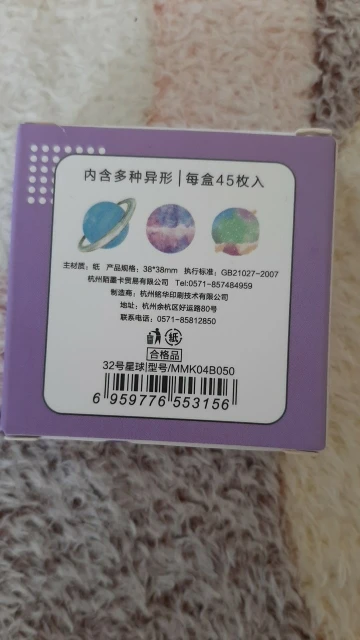 内含多种异形|每盒45枚入
主材质：纸 产品规格：38*38mm 执行标准：GB21027-2007
杭州陌墨卡贸易有限公司 Tel:0571-857484959
制造商：杭州铭华印刷技术有限公司
地址：杭州余杭区好运路80号
联系电话：0571-85812850
纸
合格品
32号星球|型号/MMK04B050
6 959776 553156